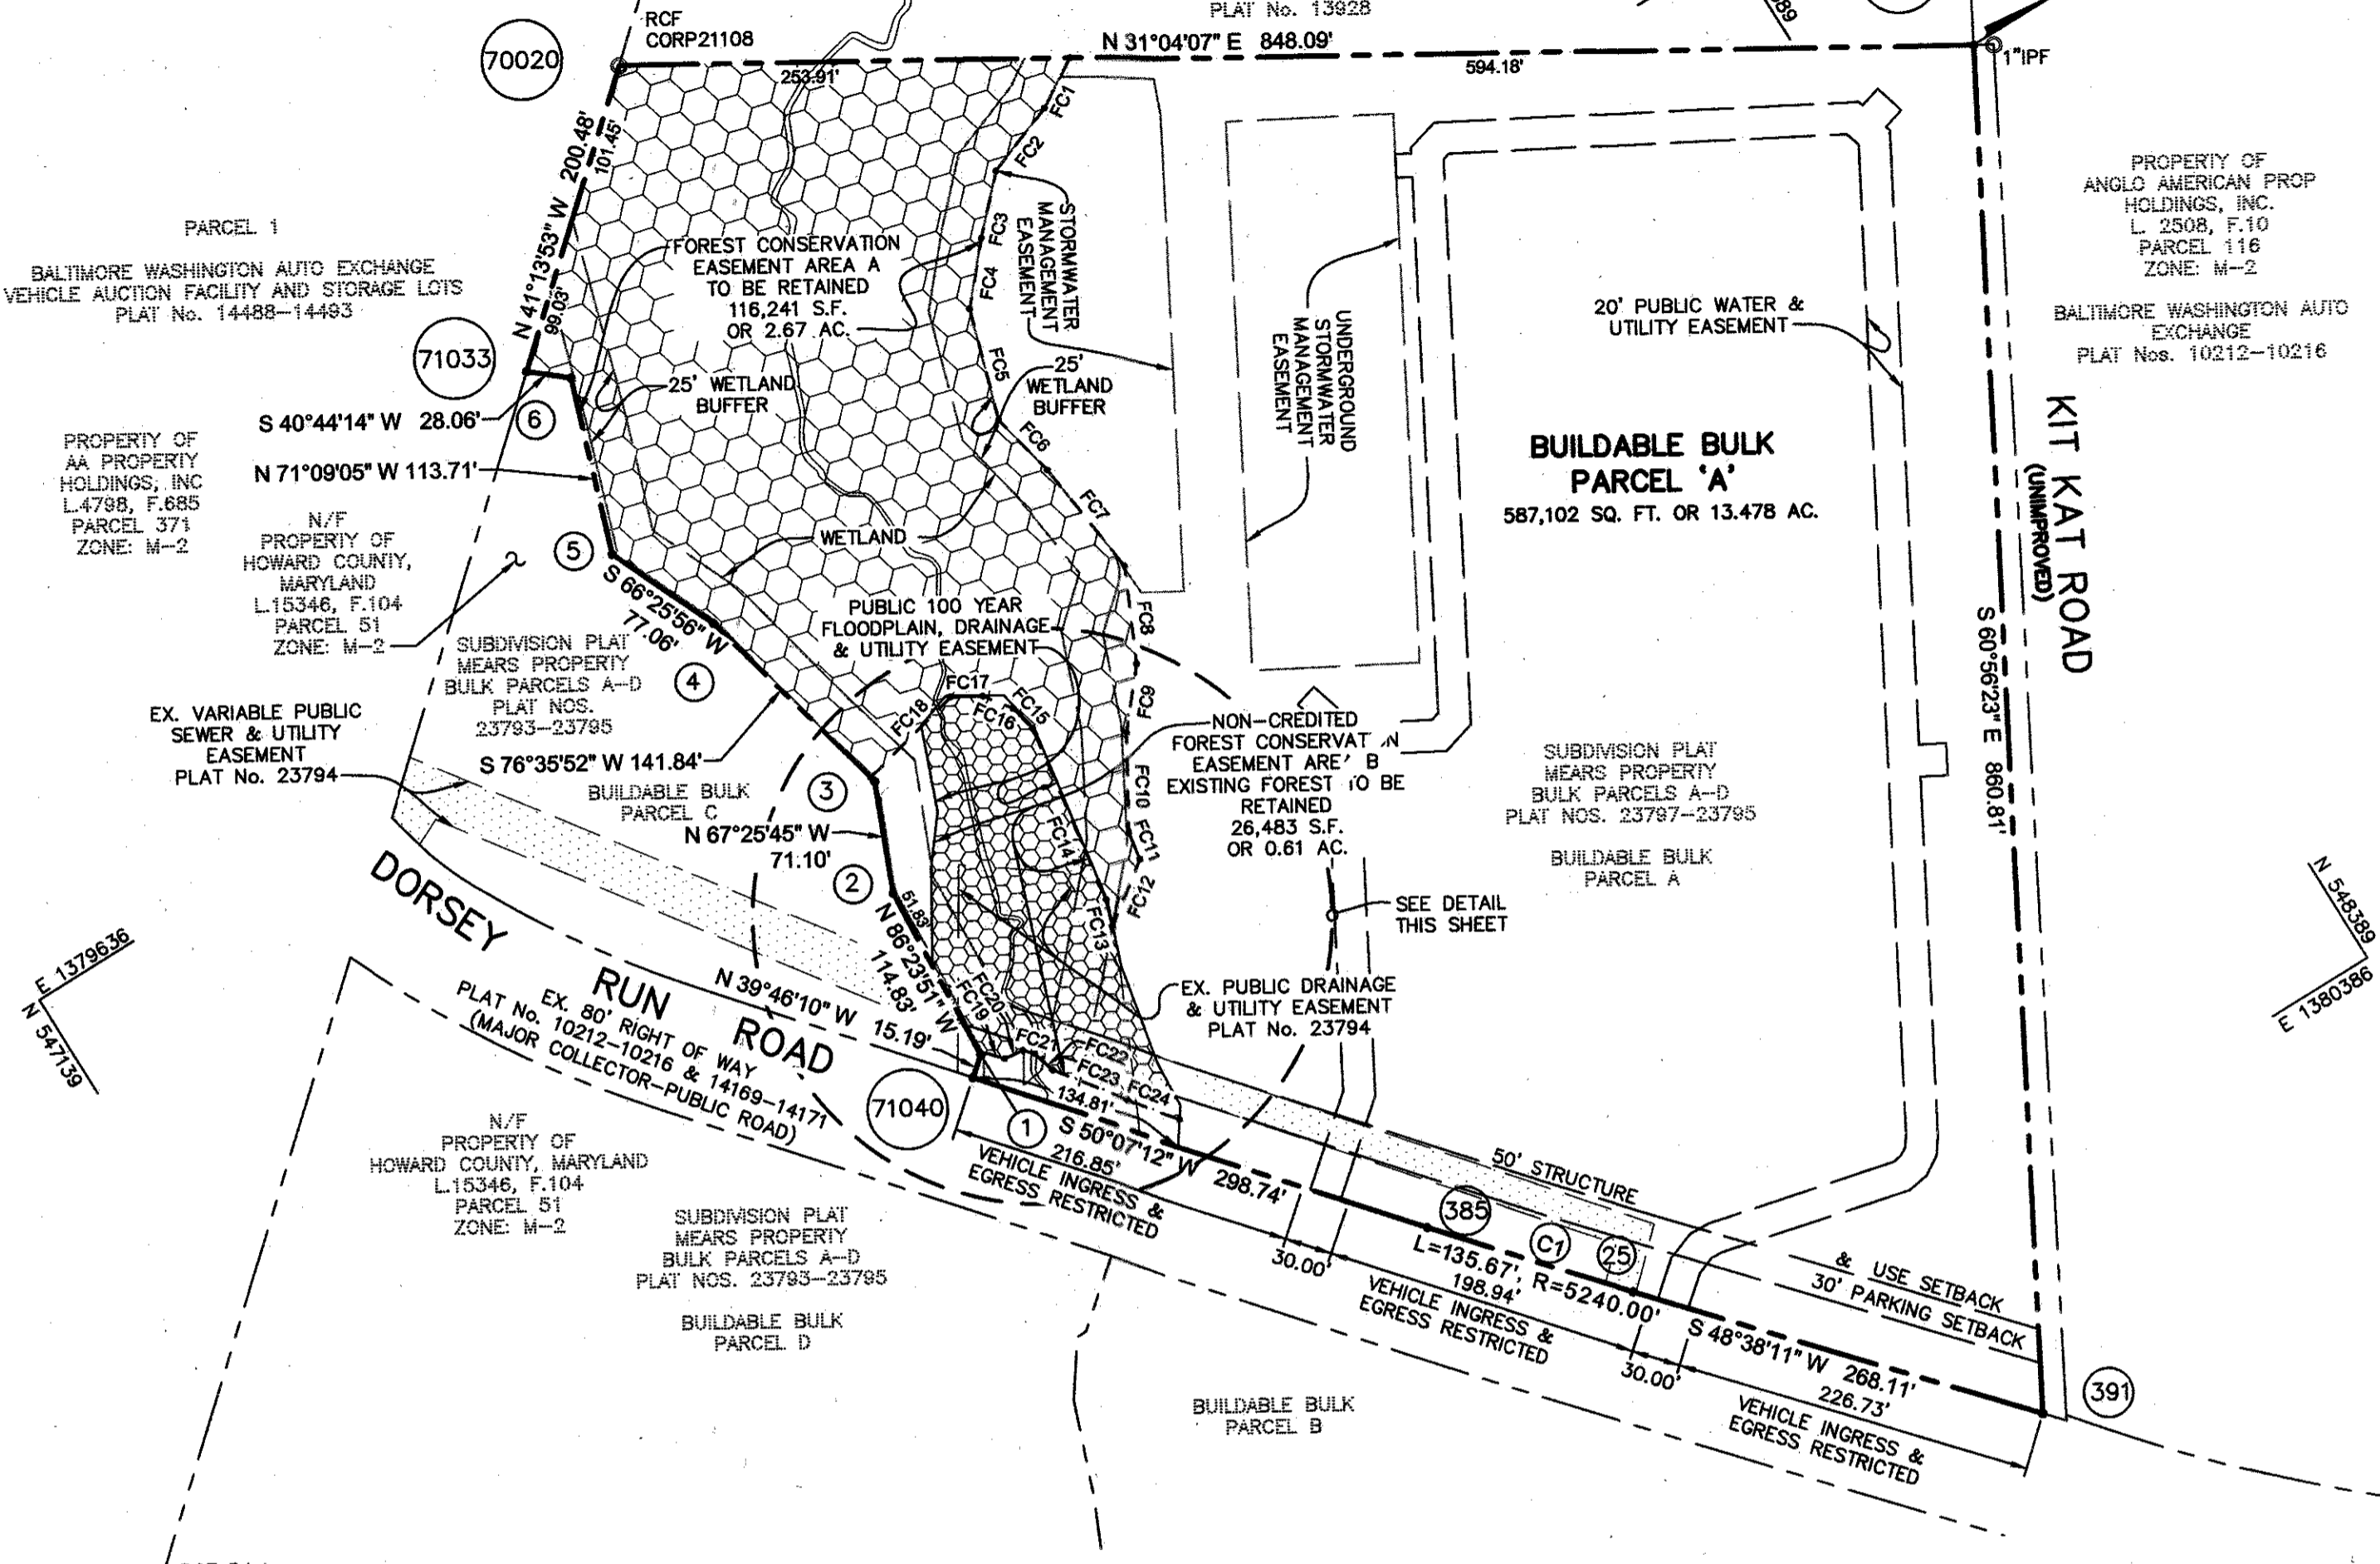 PLAT No. 13928
RCF
CORP21108
70020
N 31°04'07" E 848.09'
253.91'
594.18'
1"IPF
N 41°13'53" W 200.48'
101.45'
99.03'
FC1
FC2
FC3
FC4
FC5
FC6
FC7
FC8
FC9
FC10
FC11
FC12
FC13
FC14
FC15
FC16
FC17
FC18
FC19
FC20
FC21
FC22
FC23
FC24
PARCEL 1
BALTIMORE WASHINGTON AUTO EXCHANGE
VEHICLE AUCTION FACILITY AND STORAGE LOTS
PLAT No. 14488-14493
71033
FOREST CONSERVATION
EASEMENT AREA A
TO BE RETAINED
116,241 S.F.
OR 2.67 AC.
STORMWATER
MANAGEMENT
EASEMENT
25' WETLAND
BUFFER
25'
WETLAND
BUFFER
UNDERGROUND
STORMWATER
MANAGEMENT
EASEMENT
20' PUBLIC WATER &
UTILITY EASEMENT
PROPERTY OF
ANGLO AMERICAN PROP
HOLDINGS, INC.
L. 2508, F.10
PARCEL 116
ZONE: M-2
BALTIMORE WASHINGTON AUTO
EXCHANGE
PLAT Nos. 10212-10216
BUILDABLE BULK
PARCEL 'A'
587,102 SQ. FT. OR 13.478 AC.
KIT KAT ROAD
(UNIMPROVED)
S 60°56'23" E 860.81'
S 40°44'14" W 28.06'
6
N 71°09'05" W 113.71'
PROPERTY OF
AA PROPERTY
HOLDINGS, INC
L.4798, F.685
PARCEL 371
ZONE: M-2
N/F
PROPERTY OF
HOWARD COUNTY,
MARYLAND
L.15346, F.104
PARCEL 51
ZONE: M-2
5
S 66°25'56" W
77.06'
WETLAND
PUBLIC 100 YEAR
FLOODPLAIN, DRAINAGE
& UTILITY EASEMENT
4
SUBDIVISION PLAT
MEARS PROPERTY
BULK PARCELS A-D
PLAT NOS.
23793-23795
EX. VARIABLE PUBLIC
SEWER & UTILITY
EASEMENT
PLAT No. 23794
S 76°35'52" W 141.84'
3
BUILDABLE BULK
PARCEL C
N 67°25'45" W
71.10'
2
NON-CREDITED
FOREST CONSERVAT N
EASEMENT ARE B
EXISTING FOREST TO BE
RETAINED
26,483 S.F.
OR 0.61 AC.
SUBDIVISION PLAT
MEARS PROPERTY
BULK PARCELS A-D
PLAT NOS. 23797-23795
BUILDABLE BULK
PARCEL A
SEE DETAIL
THIS SHEET
EX. PUBLIC DRAINAGE
& UTILITY EASEMENT
PLAT No. 23794
51.83'
N 86°23'51" W
114.83'
N 39°46'10" W 15.19'
DORSEY RUN ROAD
EX. 80' RIGHT OF WAY
PLAT No. 10212-10216 & 14169-14171
(MAJOR COLLECTOR-PUBLIC ROAD)
E 1379636
N 547139
N 548389
E 1380386
71040
1
134.81'
S 50°07'12" W 298.74'
216.85'
VEHICLE INGRESS &
EGRESS RESTRICTED
30.00'
385
C1
25
L=135.67', R=5240.00'
198.94'
VEHICLE INGRESS &
EGRESS RESTRICTED
30.00'
50' STRUCTURE
& USE SETBACK
30' PARKING SETBACK
S 48°38'11" W 268.11'
226.73'
VEHICLE INGRESS &
EGRESS RESTRICTED
391
N/F
PROPERTY OF
HOWARD COUNTY, MARYLAND
L.15346, F.104
PARCEL 51
ZONE: M-2
SUBDIVISION PLAT
MEARS PROPERTY
BULK PARCELS A-D
PLAT NOS. 23793-23795
BUILDABLE BULK
PARCEL D
BUILDABLE BULK
PARCEL B